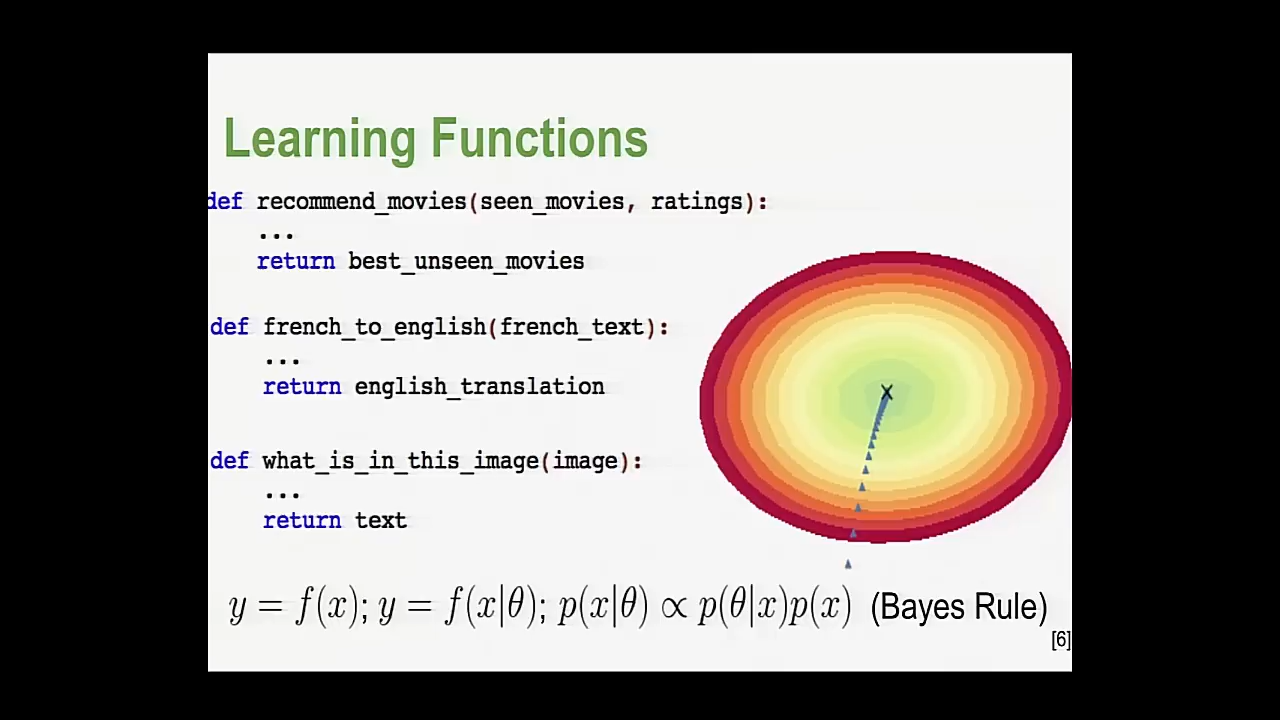 Learning Functions
def recommend_movies(seen_movies, ratings):
...
return best_unseen_movies
def french_to_english(french_text):
...
return english_translation
def what_is_in_this_image(image):
...
return text
y = f(x); y = f(x|θ); p(x|θ) ∝ p(θ|x)p(x) (Bayes Rule)
[6]